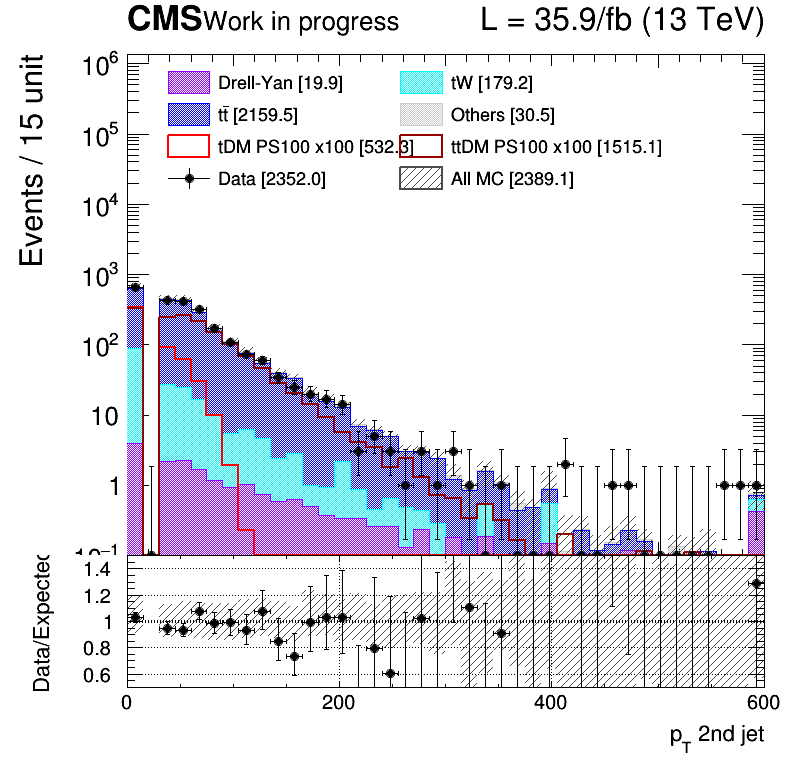 CMS Work in progress L = 35.9/fb (13 TeV)
Events / 15 unit
10^6
10^5
10^4
10^3
10^2
10
1
10^-1
Drell-Yan [19.9] tW [179.2]
tt̄ [2159.5] Others [30.5]
tDM PS100 x100 [532.3] ttDM PS100 x100 [1515.1]
Data [2352.0] All MC [2389.1]
Data/Expected
1.4
1.2
1
0.8
0.6
0 200 400 600
p_T 2nd jet